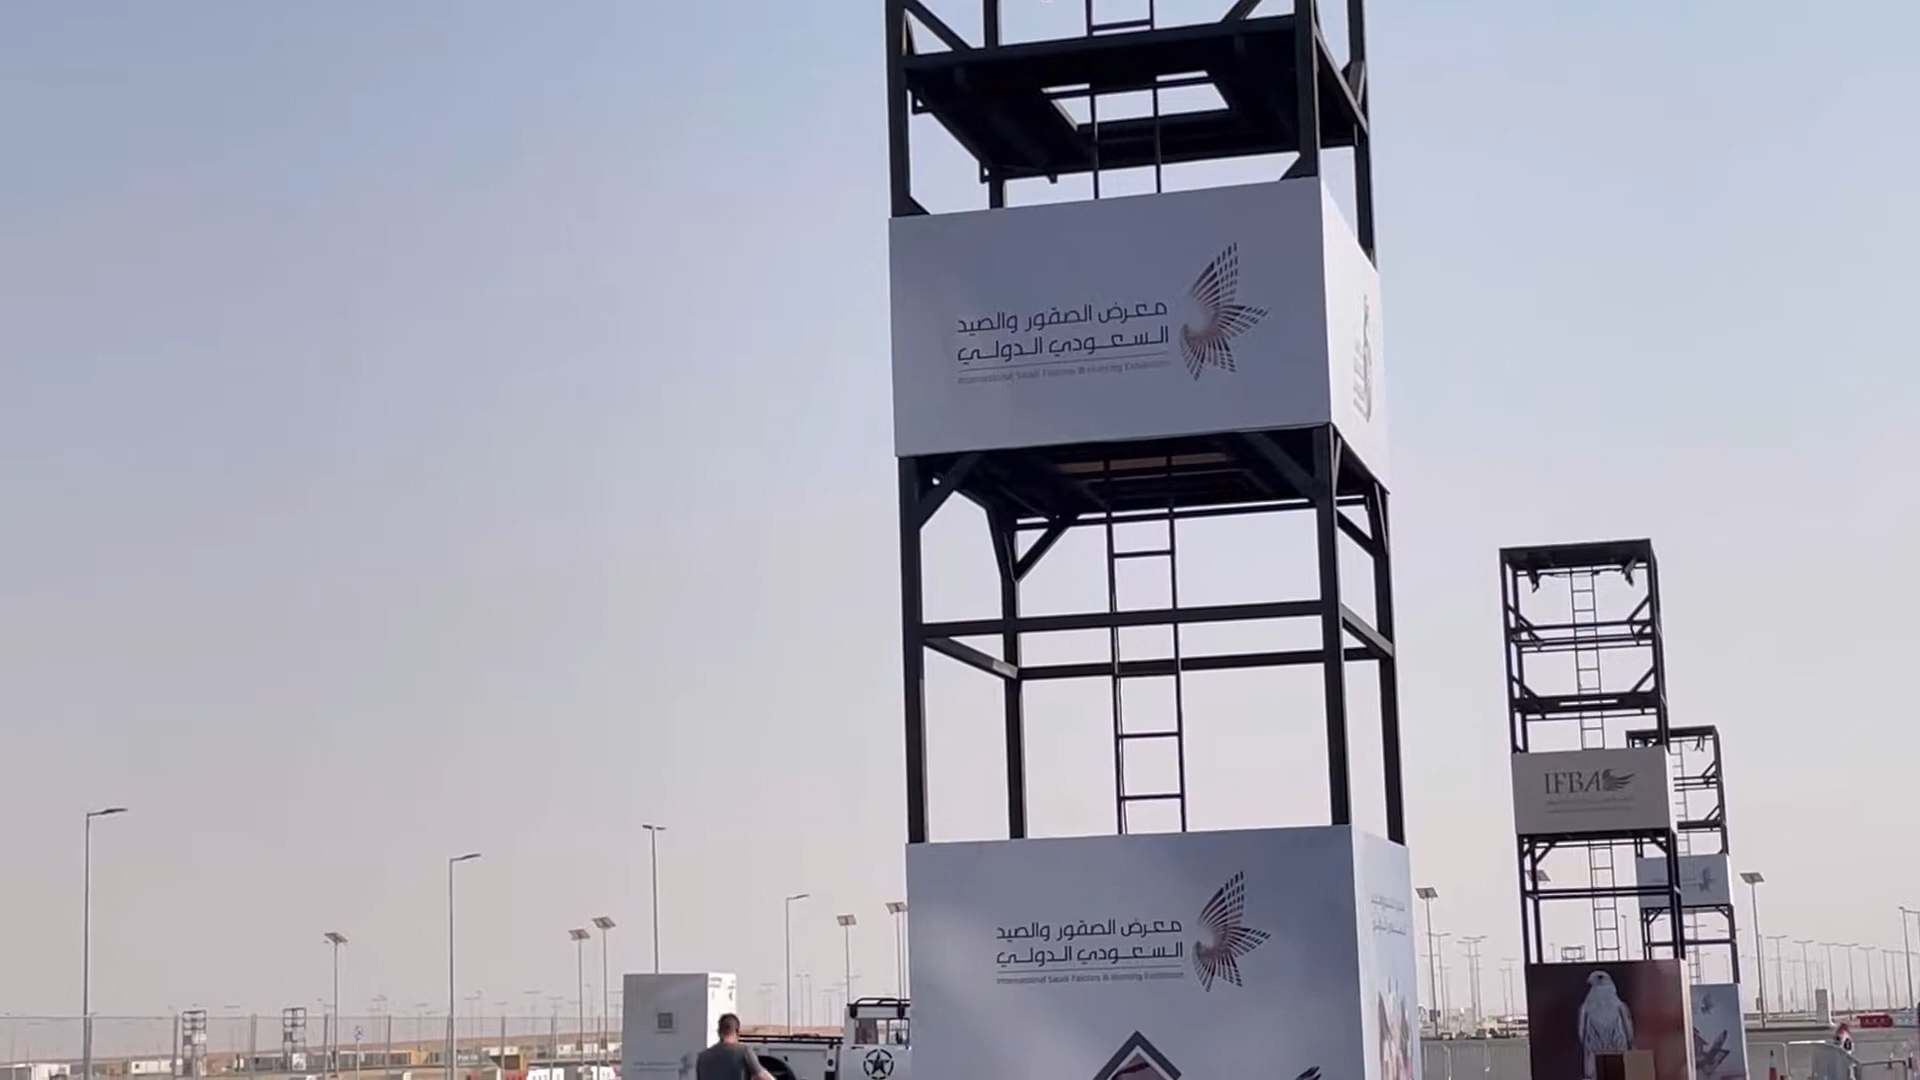 معرض الصقور والصيد
السعودي الدولي
International Saudi Falcons & Hunting Exhibition
معرض الصقور والصيد
السعودي الدولي
International Saudi Falcons & Hunting Exhibition
IFBA